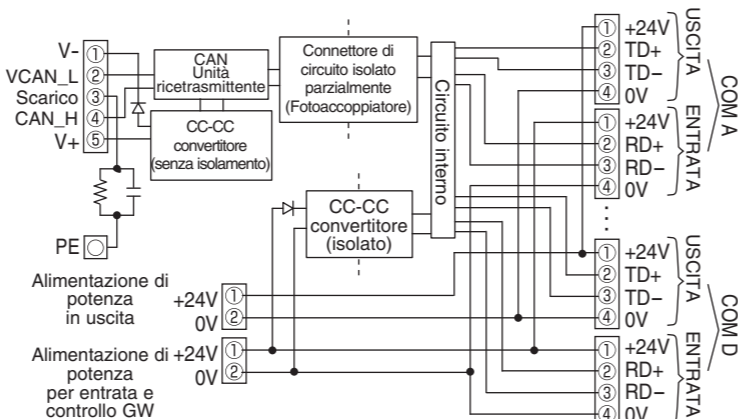 V-
①
VCAN_L
②
Scarico
③
CAN_H
④
V+
⑤
CAN
Unità
ricetrasmittente
CC-CC
convertitore
(senza isolamento)
PE
Connettore di
circuito isolato
parzialmente
(Fotoaccoppiatore)
Circuito interno
CC-CC
convertitore
(isolato)
Alimentazione di
potenza
in uscita
+24V ①
0V ②
Alimentazione di
potenza
per entrata e
controllo GW
+24V ①
0V ②
① +24V
② TD+
③ TD-
④ 0V
USCITA
① +24V
② RD+
③ RD-
④ 0V
ENTRATA
COM A
① +24V
② TD+
③ TD-
④ 0V
USCITA
① +24V
② RD+
③ RD-
④ 0V
ENTRATA
COM D